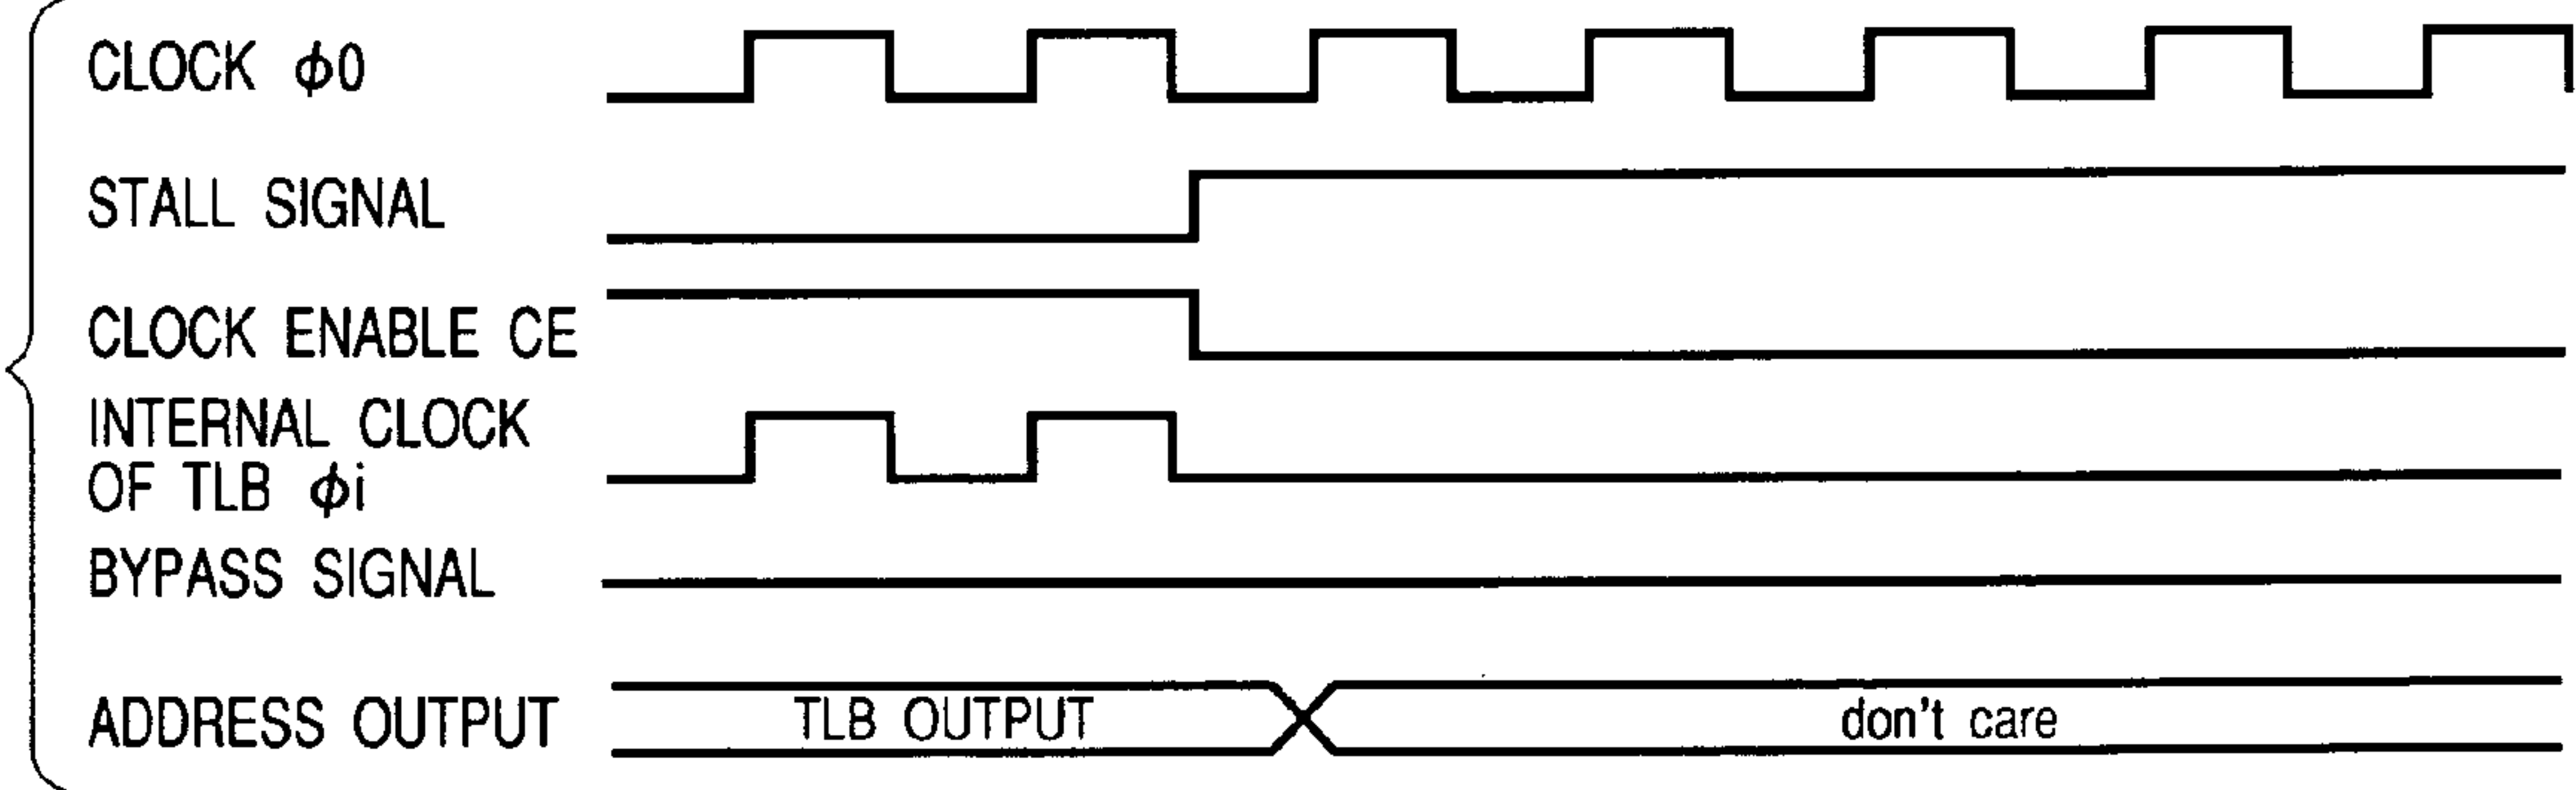 CLOCK ϕ0
STALL SIGNAL
CLOCK ENABLE CE
INTERNAL CLOCK
OF TLB ϕi
BYPASS SIGNAL
ADDRESS OUTPUT
TLB OUTPUT
don't care